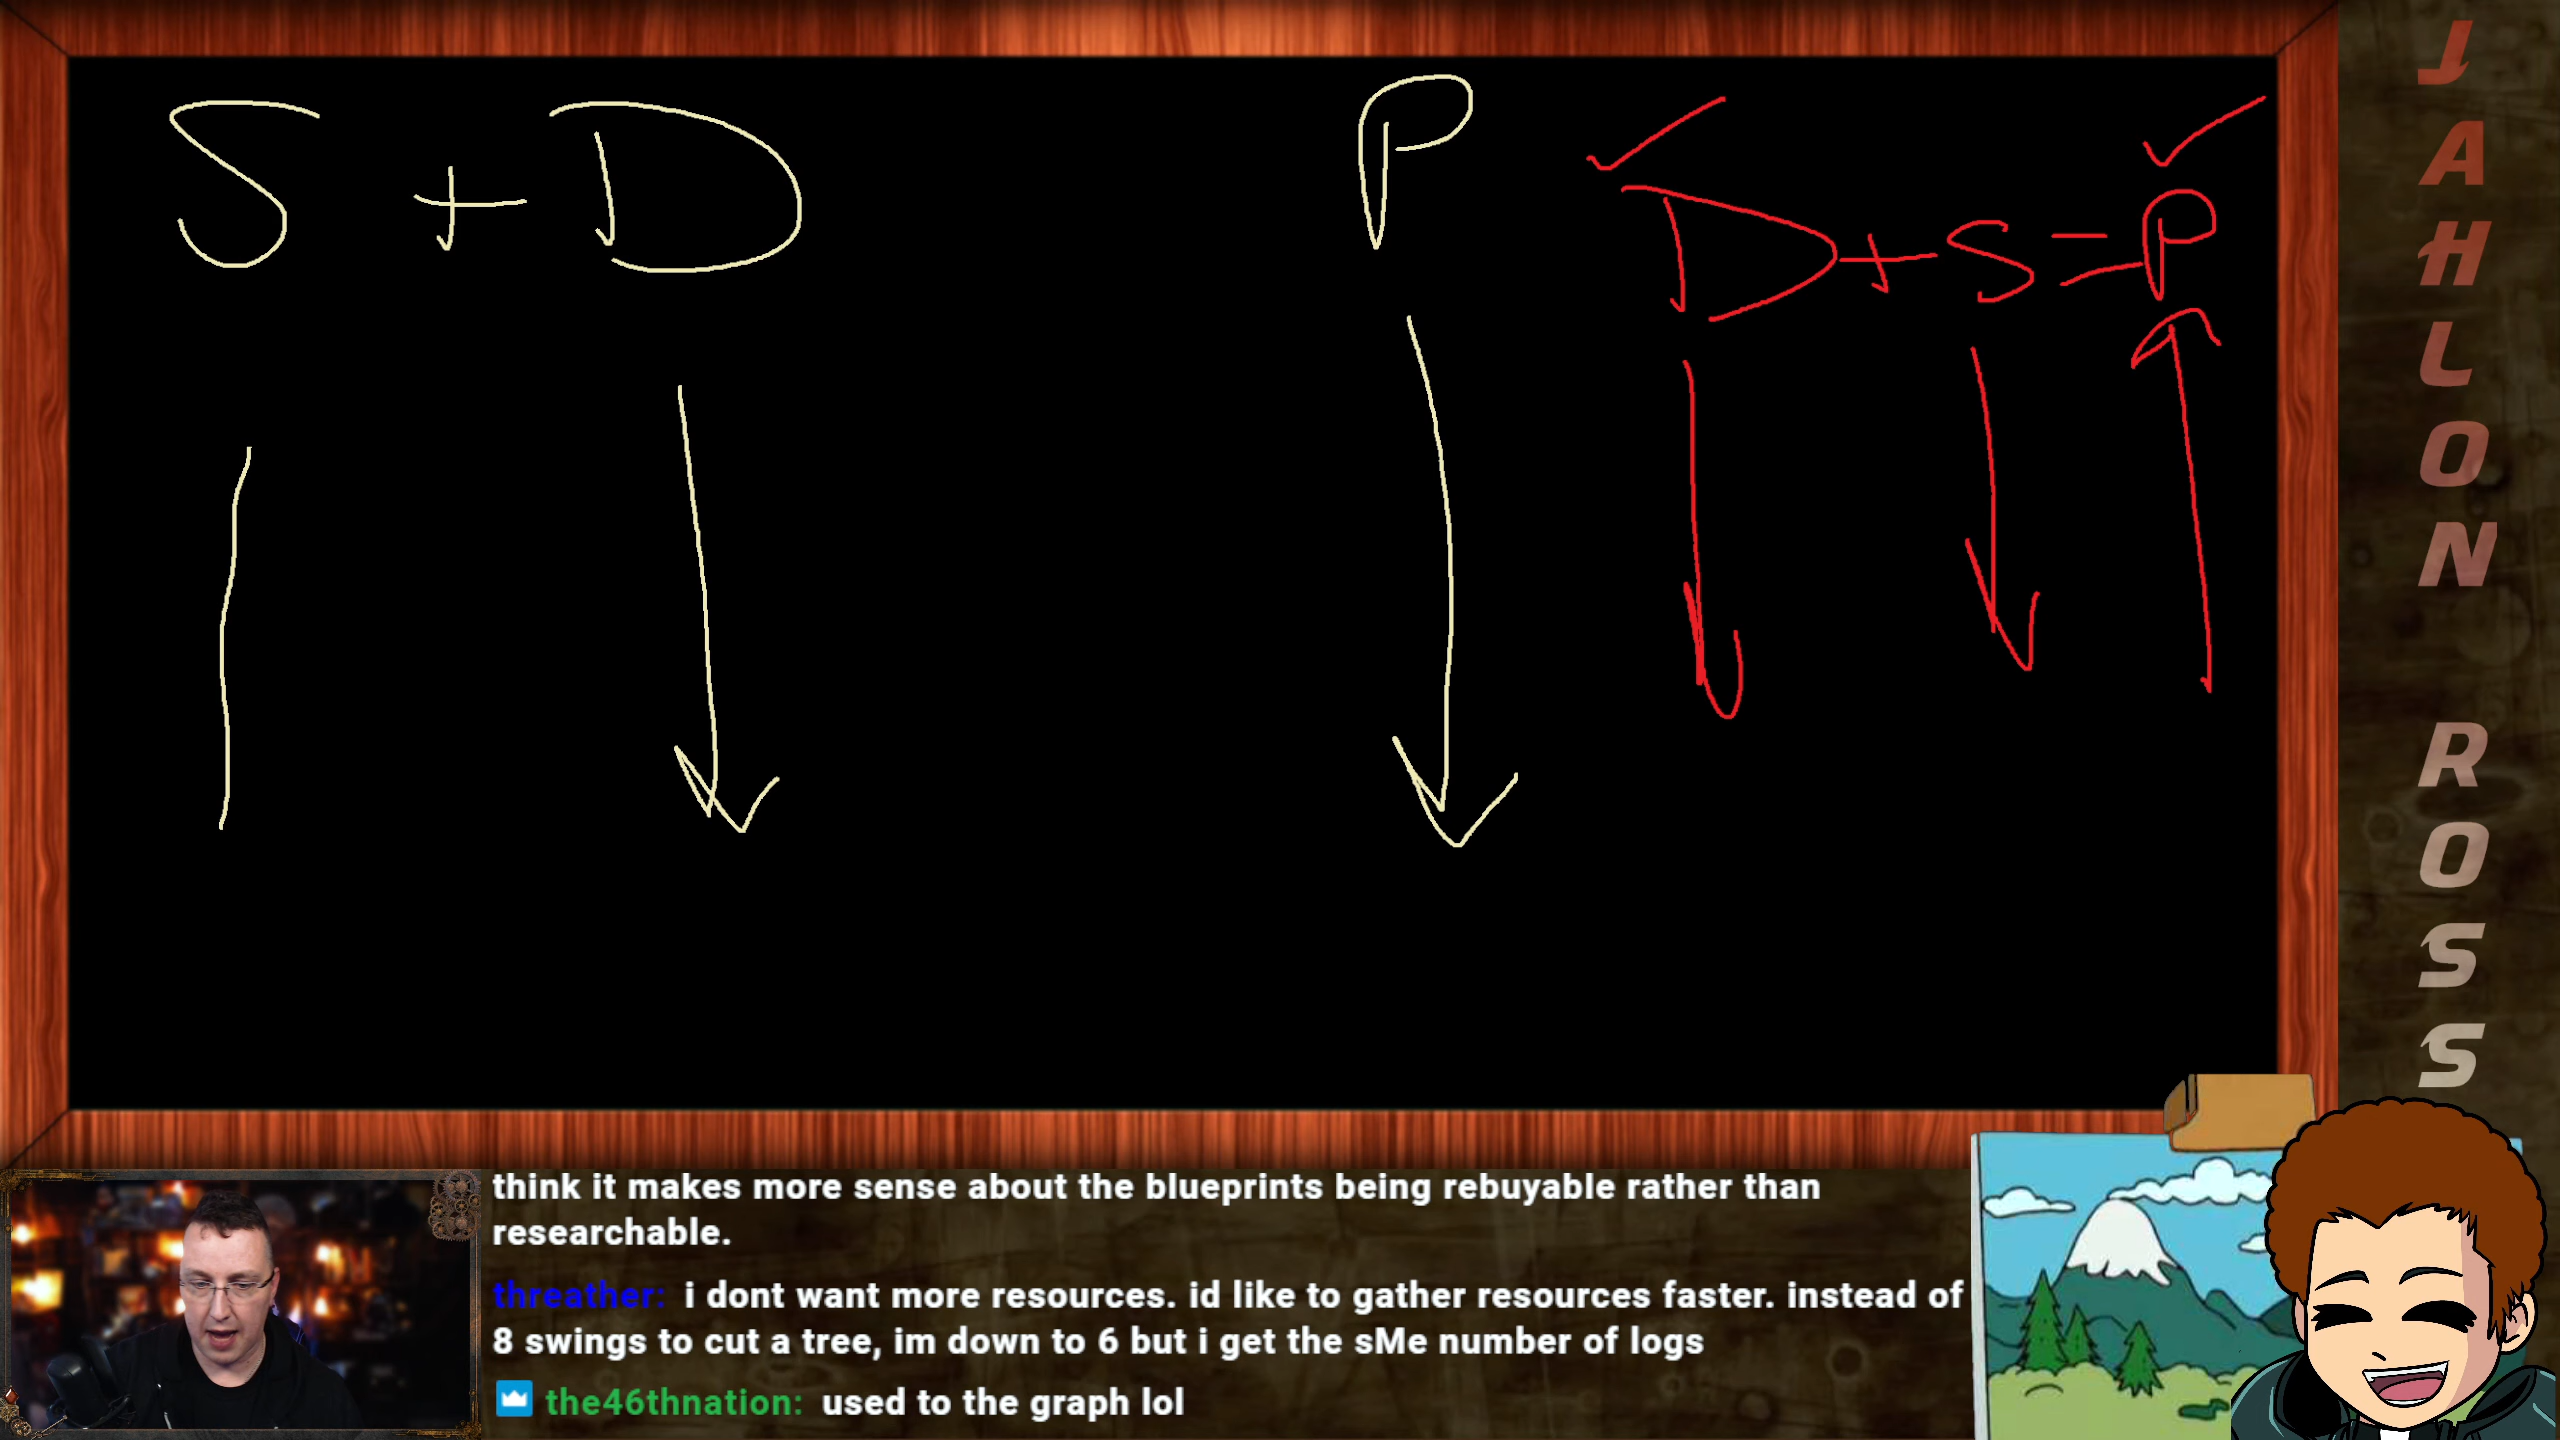 S + D P
D + S = P
JAHLON ROSS
think it makes more sense about the blueprints being rebuyable rather than
researchable.
threather: i dont want more resources. id like to gather resources faster. instead of
8 swings to cut a tree, im down to 6 but i get the sMe number of logs
the46thnation: used to the graph lol